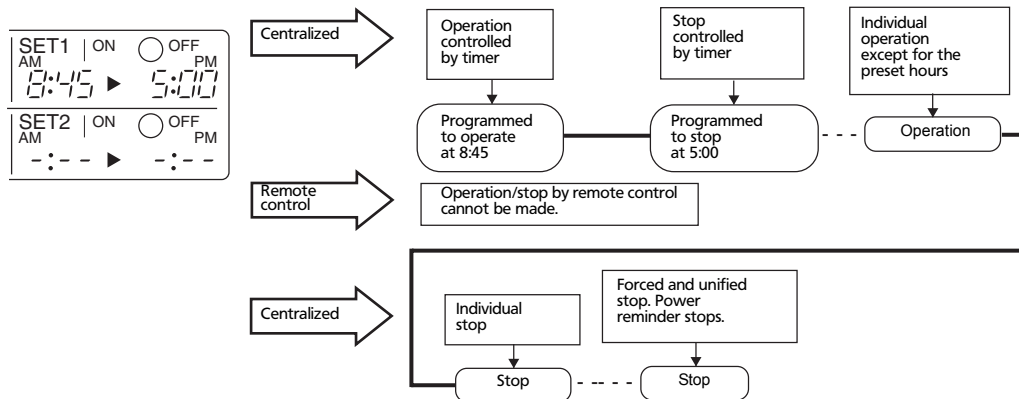 SET1 | ON ○ OFF
AM PM
8:45 ▶ 5:00
SET2 | ON ○ OFF
AM PM
-:-- ▶ -:--
Centralized
Operation
controlled
by timer
Stop
controlled
by timer
Individual
operation
except for the
preset hours
Programmed
to operate
at 8:45
Programmed
to stop
at 5:00
Operation
Remote
control
Operation/stop by remote control
cannot be made.
Centralized
Individual
stop
Forced and unified
stop. Power
reminder stops.
Stop
Stop